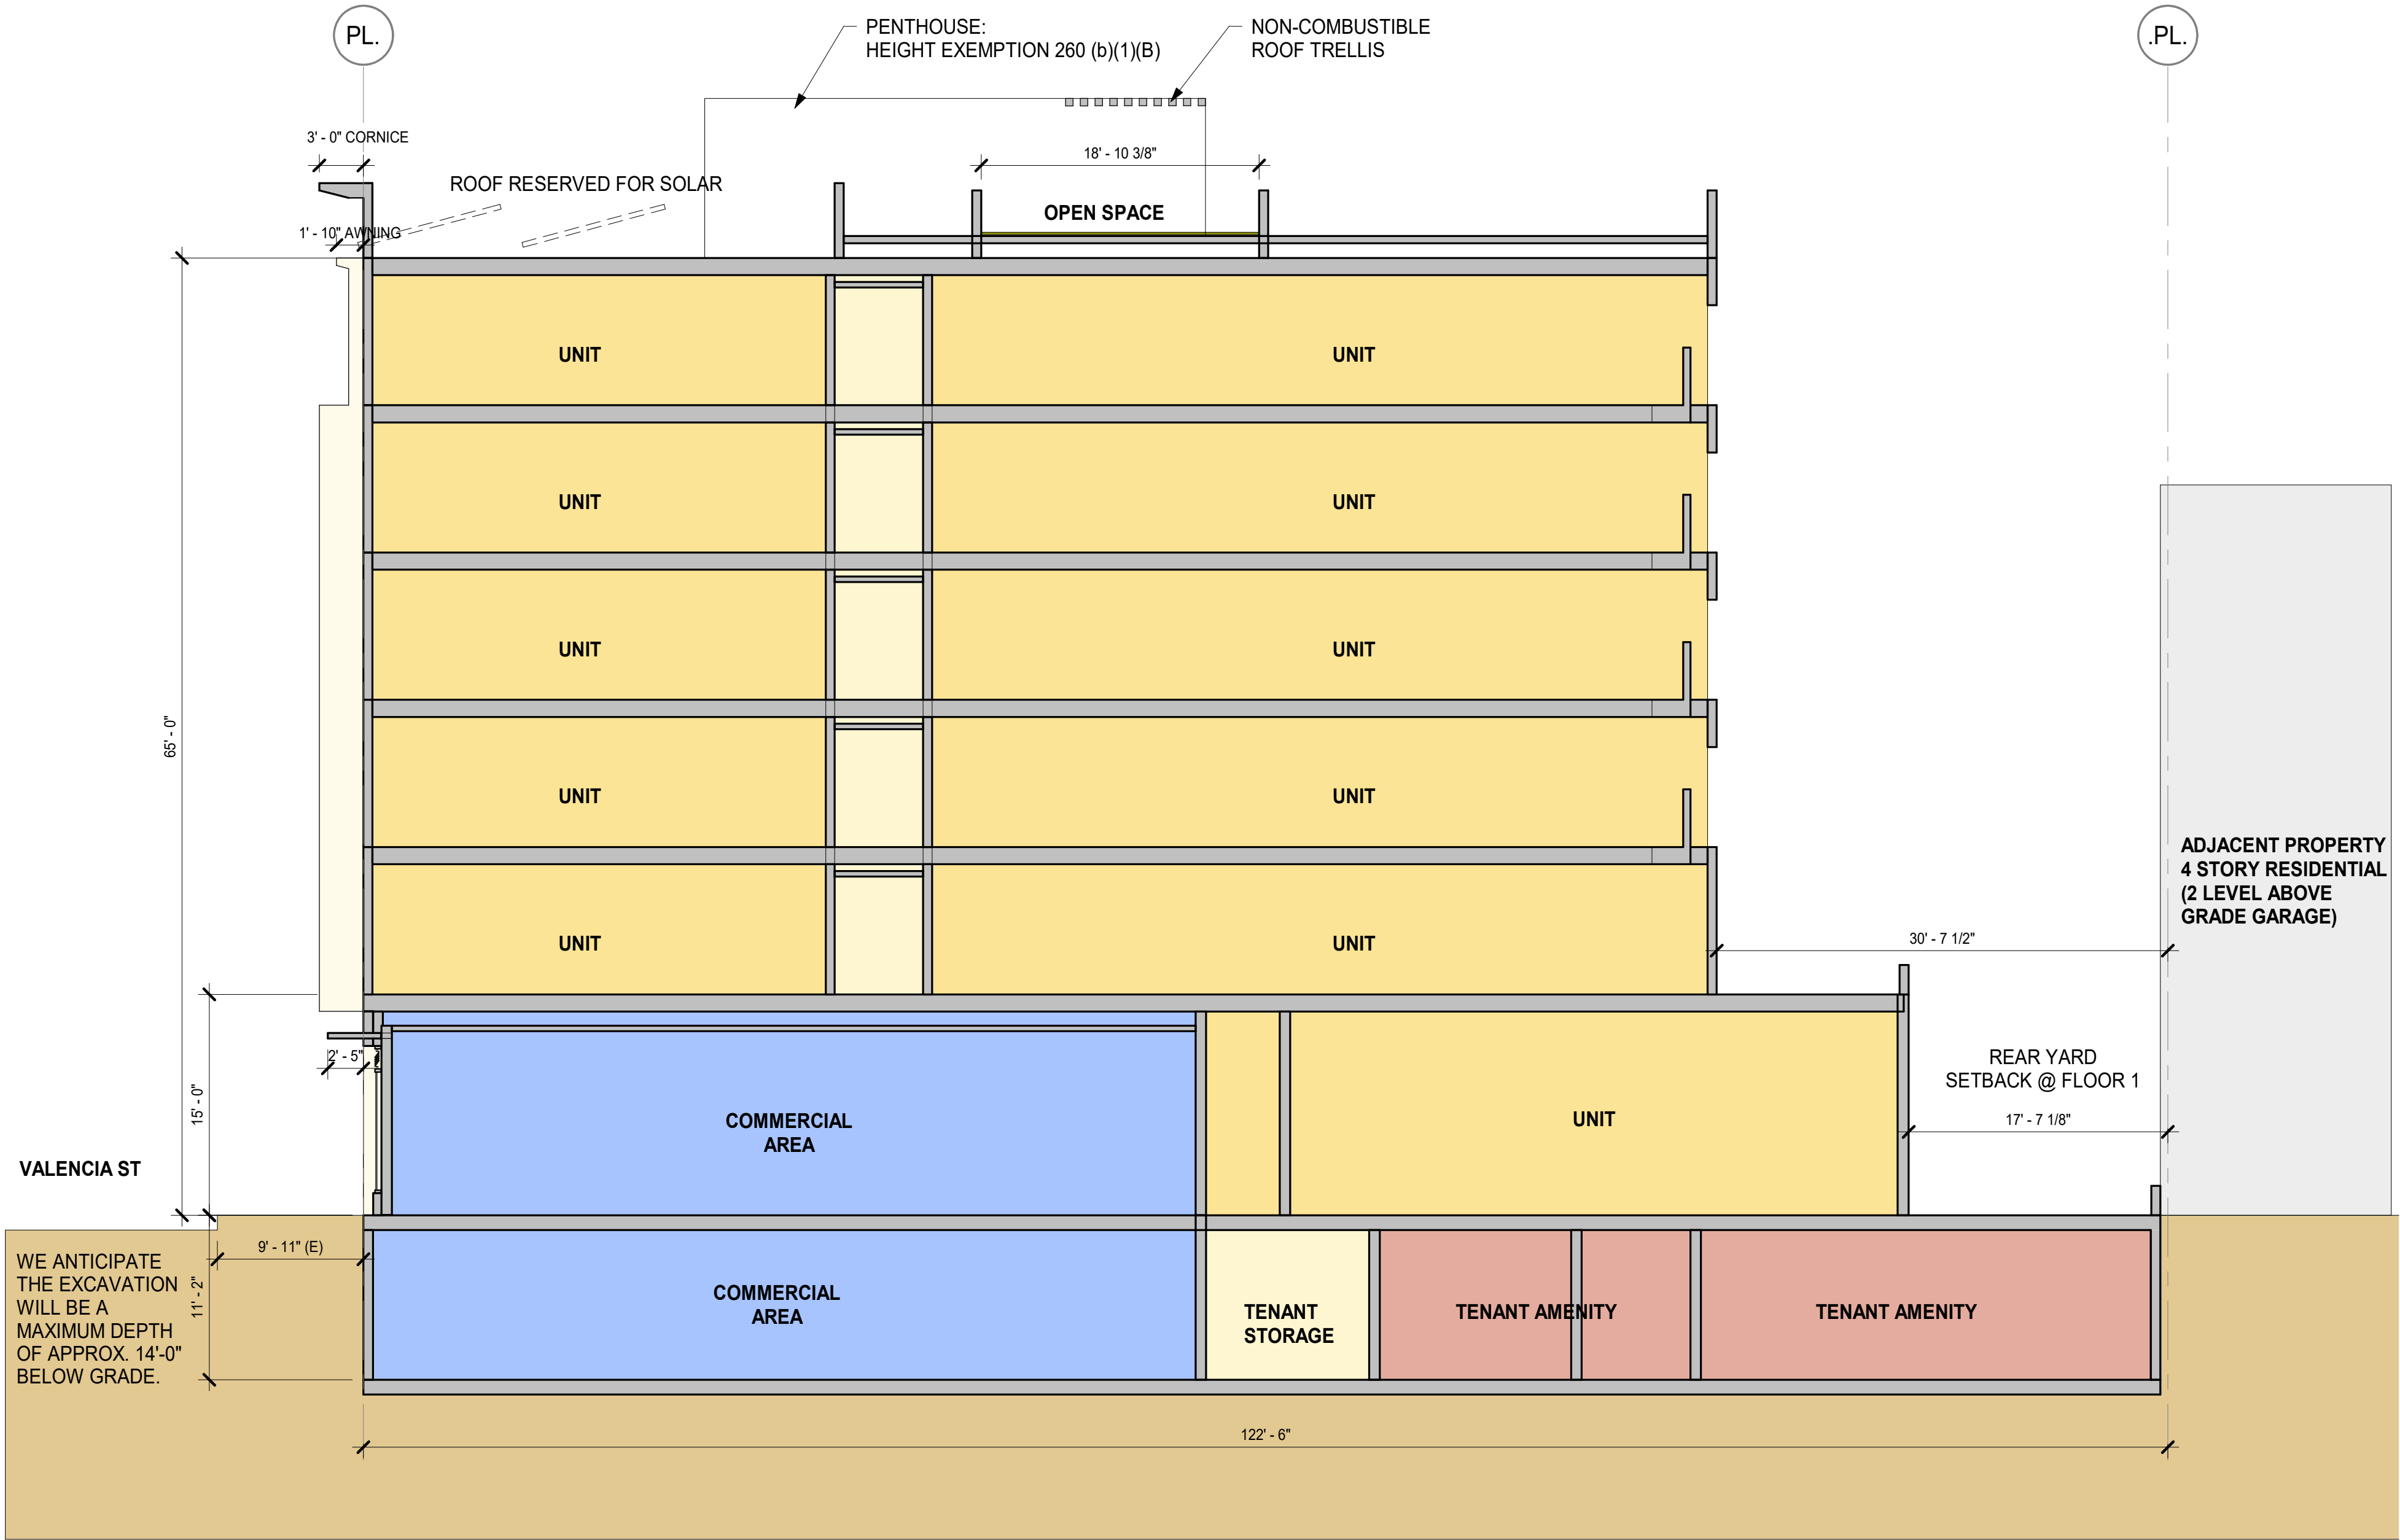 PL.
PENTHOUSE:
HEIGHT EXEMPTION 260 (b)(1)(B)
NON-COMBUSTIBLE
ROOF TRELLIS
.PL.
3' - 0" CORNICE
18' - 10 3/8"
ROOF RESERVED FOR SOLAR
OPEN SPACE
1' - 10" AWNING
UNIT
UNIT
UNIT
UNIT
UNIT
UNIT
65' - 0"
UNIT
UNIT
ADJACENT PROPERTY
4 STORY RESIDENTIAL
(2 LEVEL ABOVE
GRADE GARAGE)
UNIT
UNIT
30' - 7 1/2"
2' - 5"
REAR YARD
SETBACK @ FLOOR 1
15' - 0"
COMMERCIAL
AREA
UNIT
17' - 7 1/8"
VALENCIA ST
9' - 11" (E)
WE ANTICIPATE
THE EXCAVATION
WILL BE A
MAXIMUM DEPTH
OF APPROX. 14'-0"
BELOW GRADE.
11' - 2"
COMMERCIAL
AREA
TENANT
STORAGE
TENANT AMENITY
TENANT AMENITY
122' - 6"